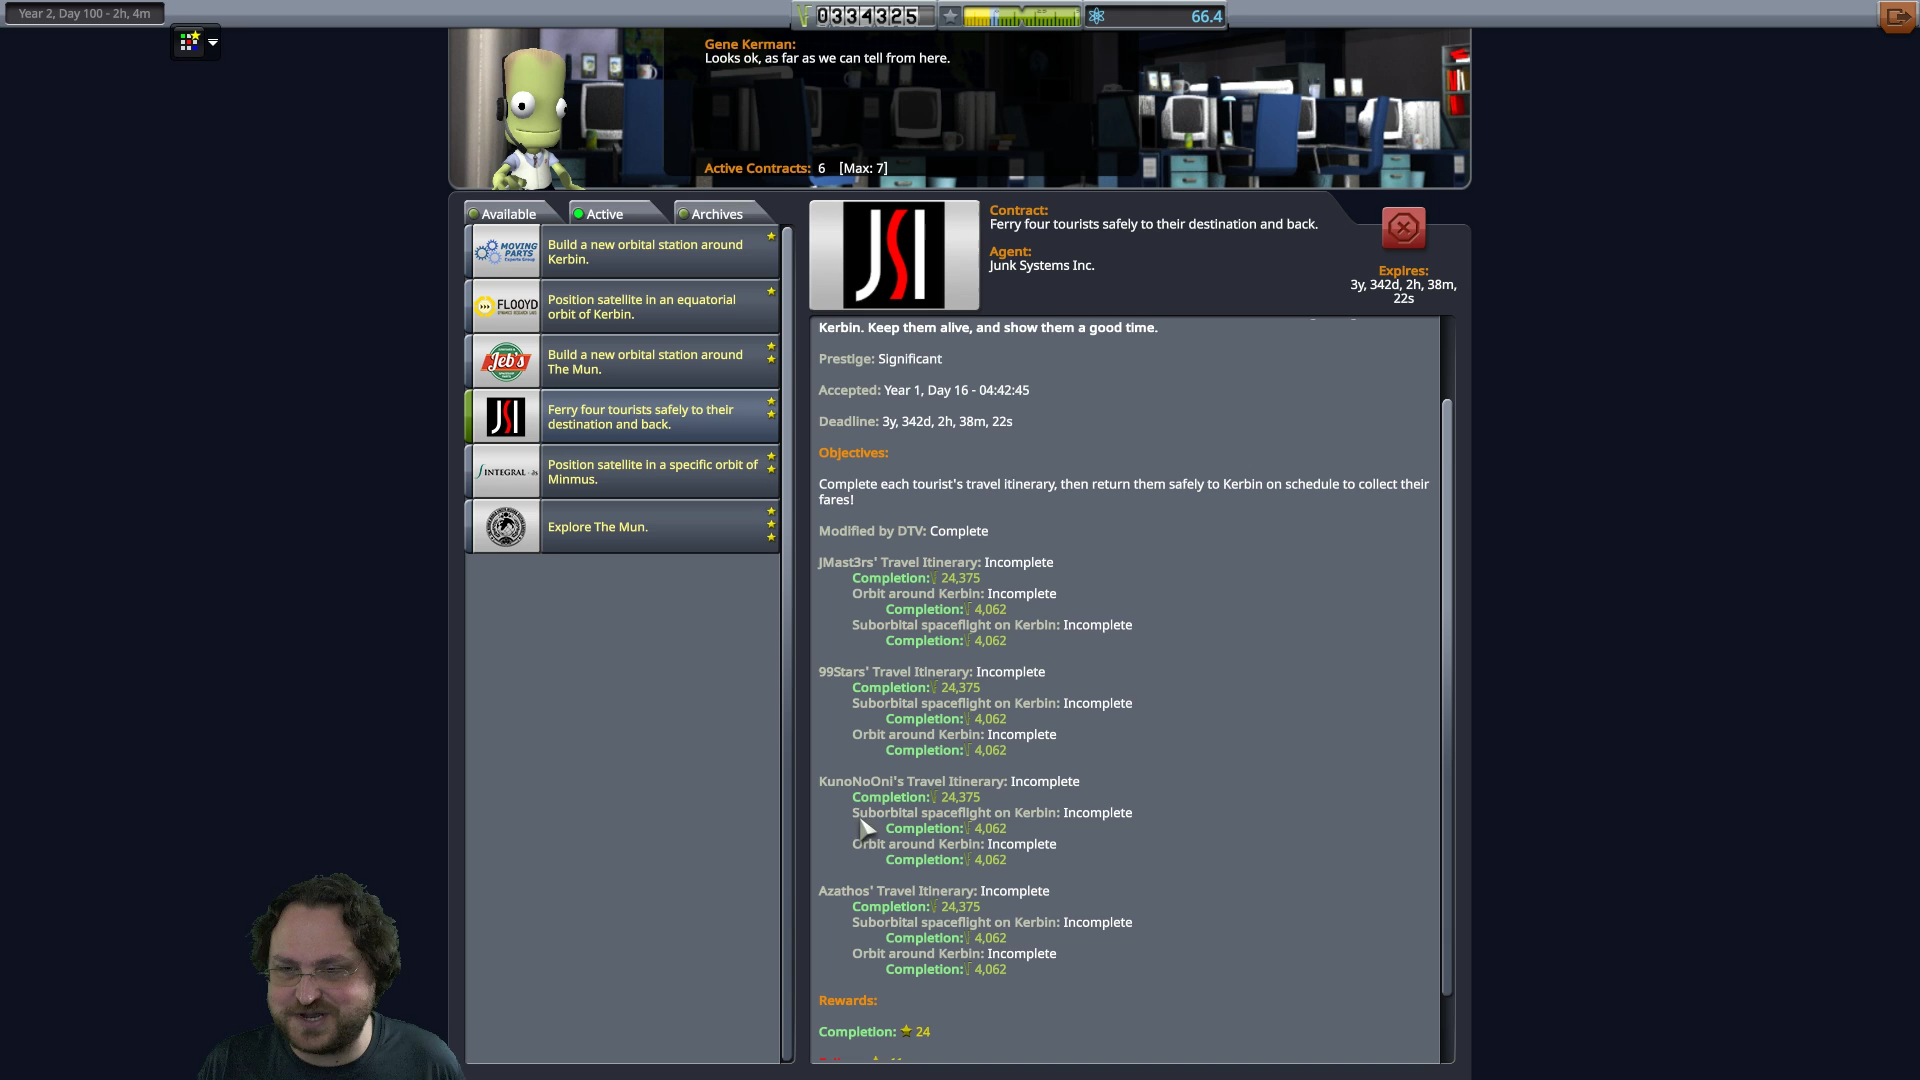 Year 2, Day 100 - 2h, 4m
0334325
66.4
Gene Kerman:
Looks ok, as far as we can tell from here.
Active Contracts: 6 [Max: 7]
Available
Active
Archives
MOVING
PARTS
Experts Group
Build a new orbital station around
Kerbin.
FLOOYD
Position satellite in an equatorial
orbit of Kerbin.
Jeb's
Build a new orbital station around
The Mun.
JSI
Ferry four tourists safely to their
destination and back.
INTEGRAL
Position satellite in a specific orbit of
Minmus.
Explore The Mun.
JSI
Contract:
Ferry four tourists safely to their destination and back.
Agent:
Junk Systems Inc.
Expires:
3y, 342d, 2h, 38m,
22s
Kerbin. Keep them alive, and show them a good time.
Prestige: Significant
Accepted: Year 1, Day 16 - 04:42:45
Deadline: 3y, 342d, 2h, 38m, 22s
Objectives:
Complete each tourist's travel itinerary, then return them safely to Kerbin on schedule to collect their
fares!
Modified by DTV: Complete
JMast3rs' Travel Itinerary: Incomplete
Completion: 24,375
Orbit around Kerbin: Incomplete
Completion: 4,062
Suborbital spaceflight on Kerbin: Incomplete
Completion: 4,062
99Stars' Travel Itinerary: Incomplete
Completion: 24,375
Suborbital spaceflight on Kerbin: Incomplete
Completion: 4,062
Orbit around Kerbin: Incomplete
Completion: 4,062
KunoNoOni's Travel Itinerary: Incomplete
Completion: 24,375
Suborbital spaceflight on Kerbin: Incomplete
Completion: 4,062
Orbit around Kerbin: Incomplete
Completion: 4,062
Azathos' Travel Itinerary: Incomplete
Completion: 24,375
Suborbital spaceflight on Kerbin: Incomplete
Completion: 4,062
Orbit around Kerbin: Incomplete
Completion: 4,062
Rewards:
Completion: 24